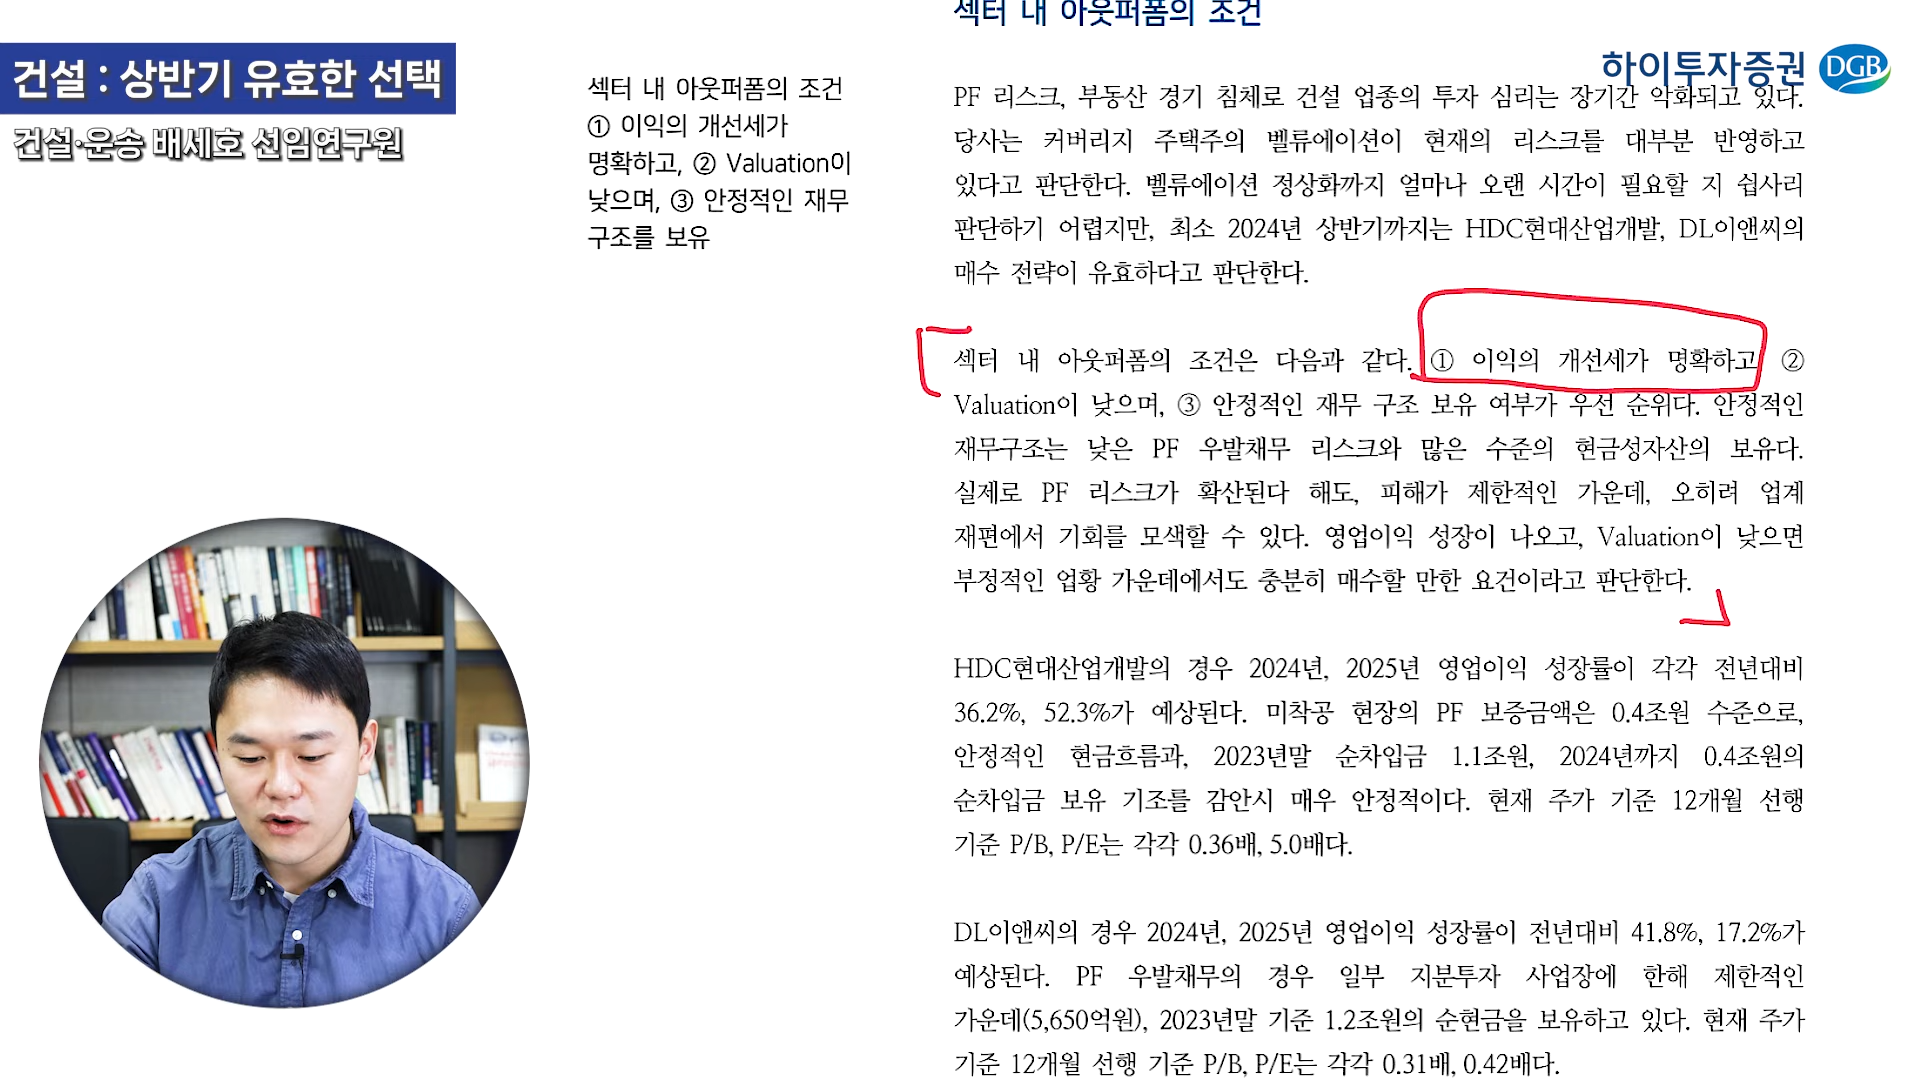 섹터 내 아웃퍼폼의 조건
건설 : 상반기 유효한 선택
건설·운송 배세호 선임연구원
하이투자증권 DGB
섹터 내 아웃퍼폼의 조건
① 이익의 개선세가
명확하고, ② Valuation이
낮으며, ③ 안정적인 재무
구조를 보유
PF 리스크, 부동산 경기 침체로 건설 업종의 투자 심리는 장기간 악화되고 있다.
당사는 커버리지 주택주의 벨류에이션이 현재의 리스크를 대부분 반영하고
있다고 판단한다. 벨류에이션 정상화까지 얼마나 오랜 시간이 필요할 지 쉽사리
판단하기 어렵지만, 최소 2024년 상반기까지는 HDC현대산업개발, DL이앤씨의
매수 전략이 유효하다고 판단한다.
섹터 내 아웃퍼폼의 조건은 다음과 같다. ① 이익의 개선세가 명확하고 ②
Valuation이 낮으며, ③ 안정적인 재무 구조 보유 여부가 우선 순위다. 안정적인
재무구조는 낮은 PF 우발채무 리스크와 많은 수준의 현금성자산의 보유다.
실제로 PF 리스크가 확산된다 해도, 피해가 제한적인 가운데, 오히려 업계
재편에서 기회를 모색할 수 있다. 영업이익 성장이 나오고, Valuation이 낮으면
부정적인 업황 가운데에서도 충분히 매수할 만한 요건이라고 판단한다.
HDC현대산업개발의 경우 2024년, 2025년 영업이익 성장률이 각각 전년대비
36.2%, 52.3%가 예상된다. 미착공 현장의 PF 보증금액은 0.4조원 수준으로,
안정적인 현금흐름과, 2023년말 순차입금 1.1조원, 2024년까지 0.4조원의
순차입금 보유 기조를 감안시 매우 안정적이다. 현재 주가 기준 12개월 선행
기준 P/B, P/E는 각각 0.36배, 5.0배다.
DL이앤씨의 경우 2024년, 2025년 영업이익 성장률이 전년대비 41.8%, 17.2%가
예상된다. PF 우발채무의 경우 일부 지분투자 사업장에 한해 제한적인
가운데(5,650억원), 2023년말 기준 1.2조원의 순현금을 보유하고 있다. 현재 주가
기준 12개월 선행 기준 P/B, P/E는 각각 0.31배, 0.42배다.